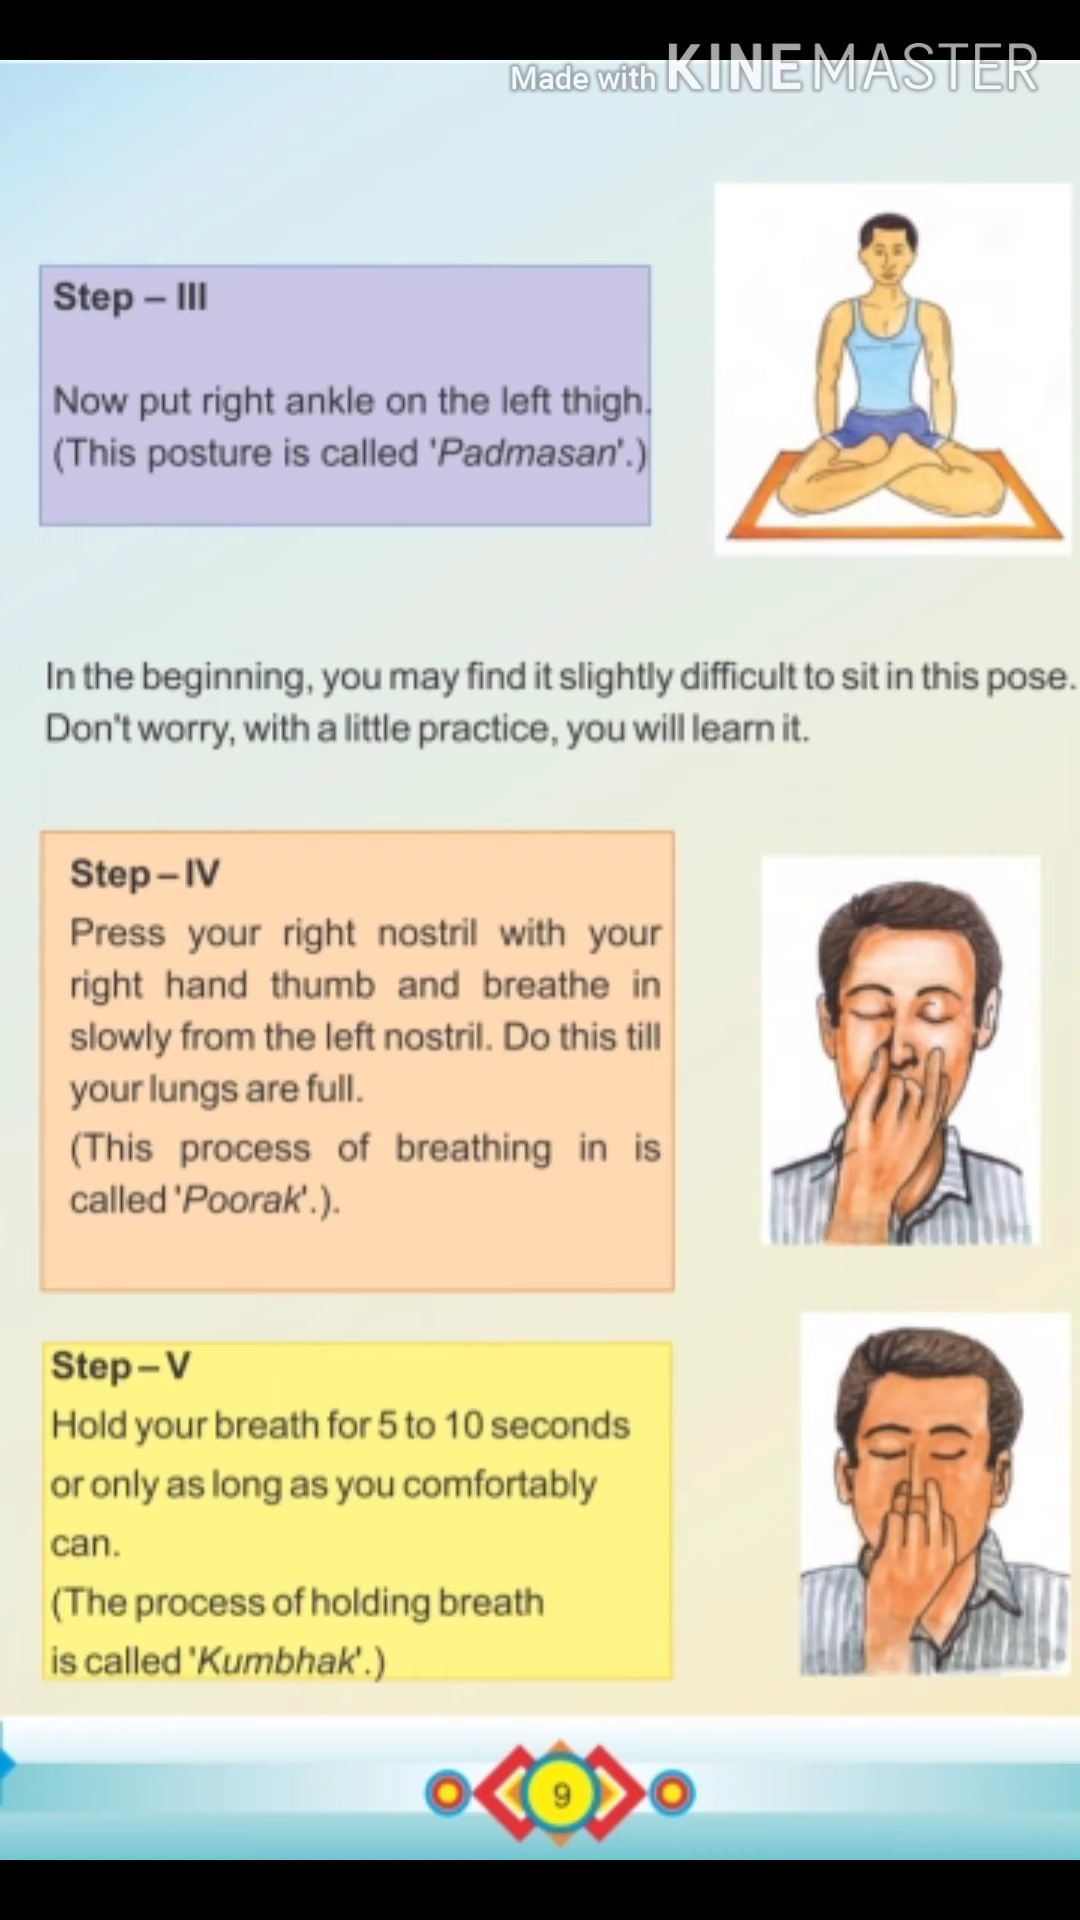 Made with KINEMASTER
Step – III
Now put right ankle on the left thigh.
(This posture is called 'Padmasan'.)
In the beginning, you may find it slightly difficult to sit in this pose.
Don't worry, with a little practice, you will learn it.
Step – IV
Press your right nostril with your
right hand thumb and breathe in
slowly from the left nostril. Do this till
your lungs are full.
(This process of breathing in is
called 'Poorak'.).
Step – V
Hold your breath for 5 to 10 seconds
or only as long as you comfortably
can.
(The process of holding breath
is called 'Kumbhak'.)
9